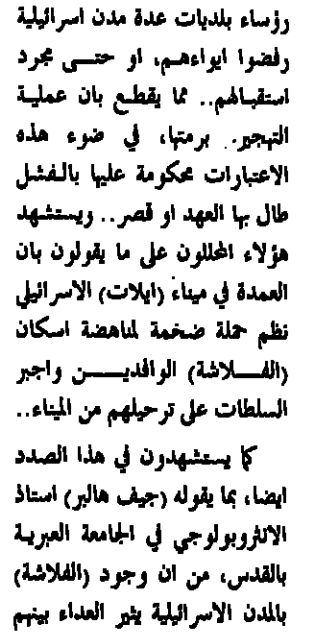 رؤساء بلديات عدة مدن اسرائيلية
رفضوا ايواءهم، او حتى مجرد
استقبالهم.. مما يقطع بان عملية
التهجير. برمتها، في ضوء هذه
الاعتبارات محكومة عليها بالفشل
طال بها العهد او قصر.. ويستشهد
هؤلاء المحللون على ما يقولون بان
العمدة في ميناء (ايلات) الاسرائيلي
نظم حملة ضخمة لمناهضة اسكان
(الفلاشة) الوافدين واجبر
السلطات على ترحيلهم من الميناء..
كما يستشهدون في هذا الصدد
ايضا، بما يقوله (جيف هالبر) استاذ
الانثروبولوجي في الجامعة العبرية
بالقدس، من ان وجود (الفلاشة)
بالمدن الاسرائيلية يثير العداء بينهم